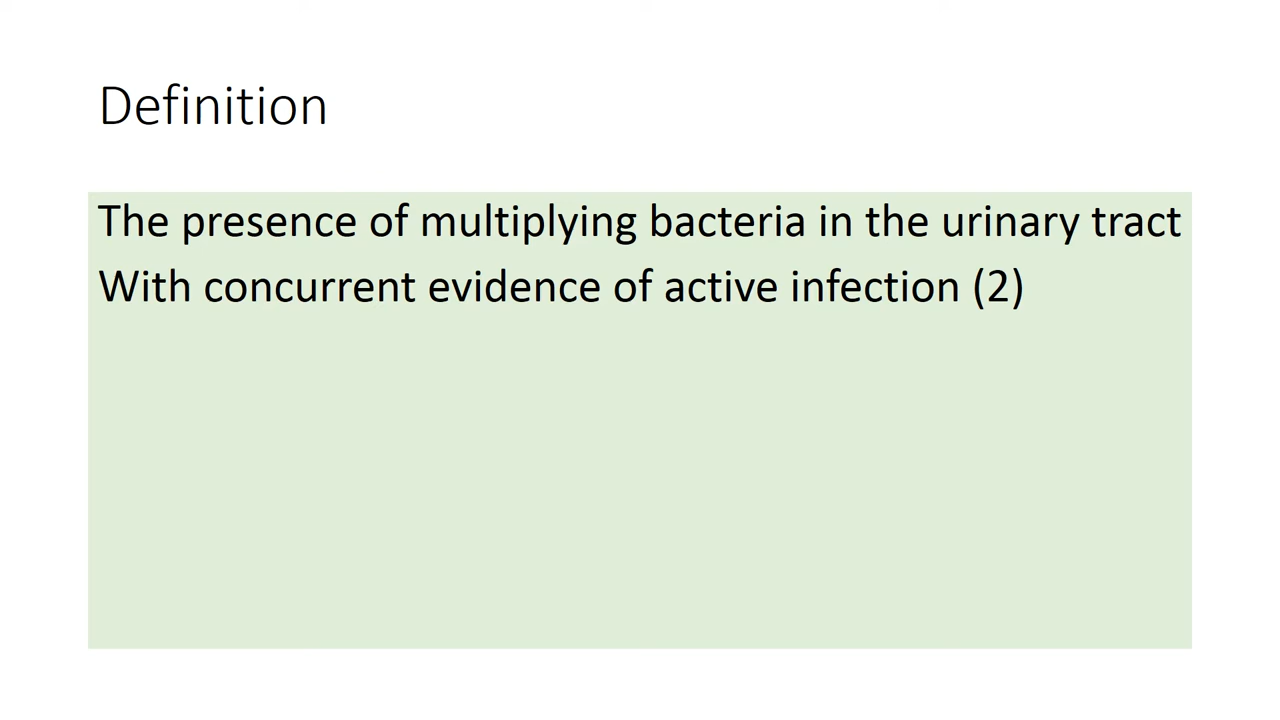 Definition
The presence of multiplying bacteria in the urinary tract
With concurrent evidence of active infection (2)